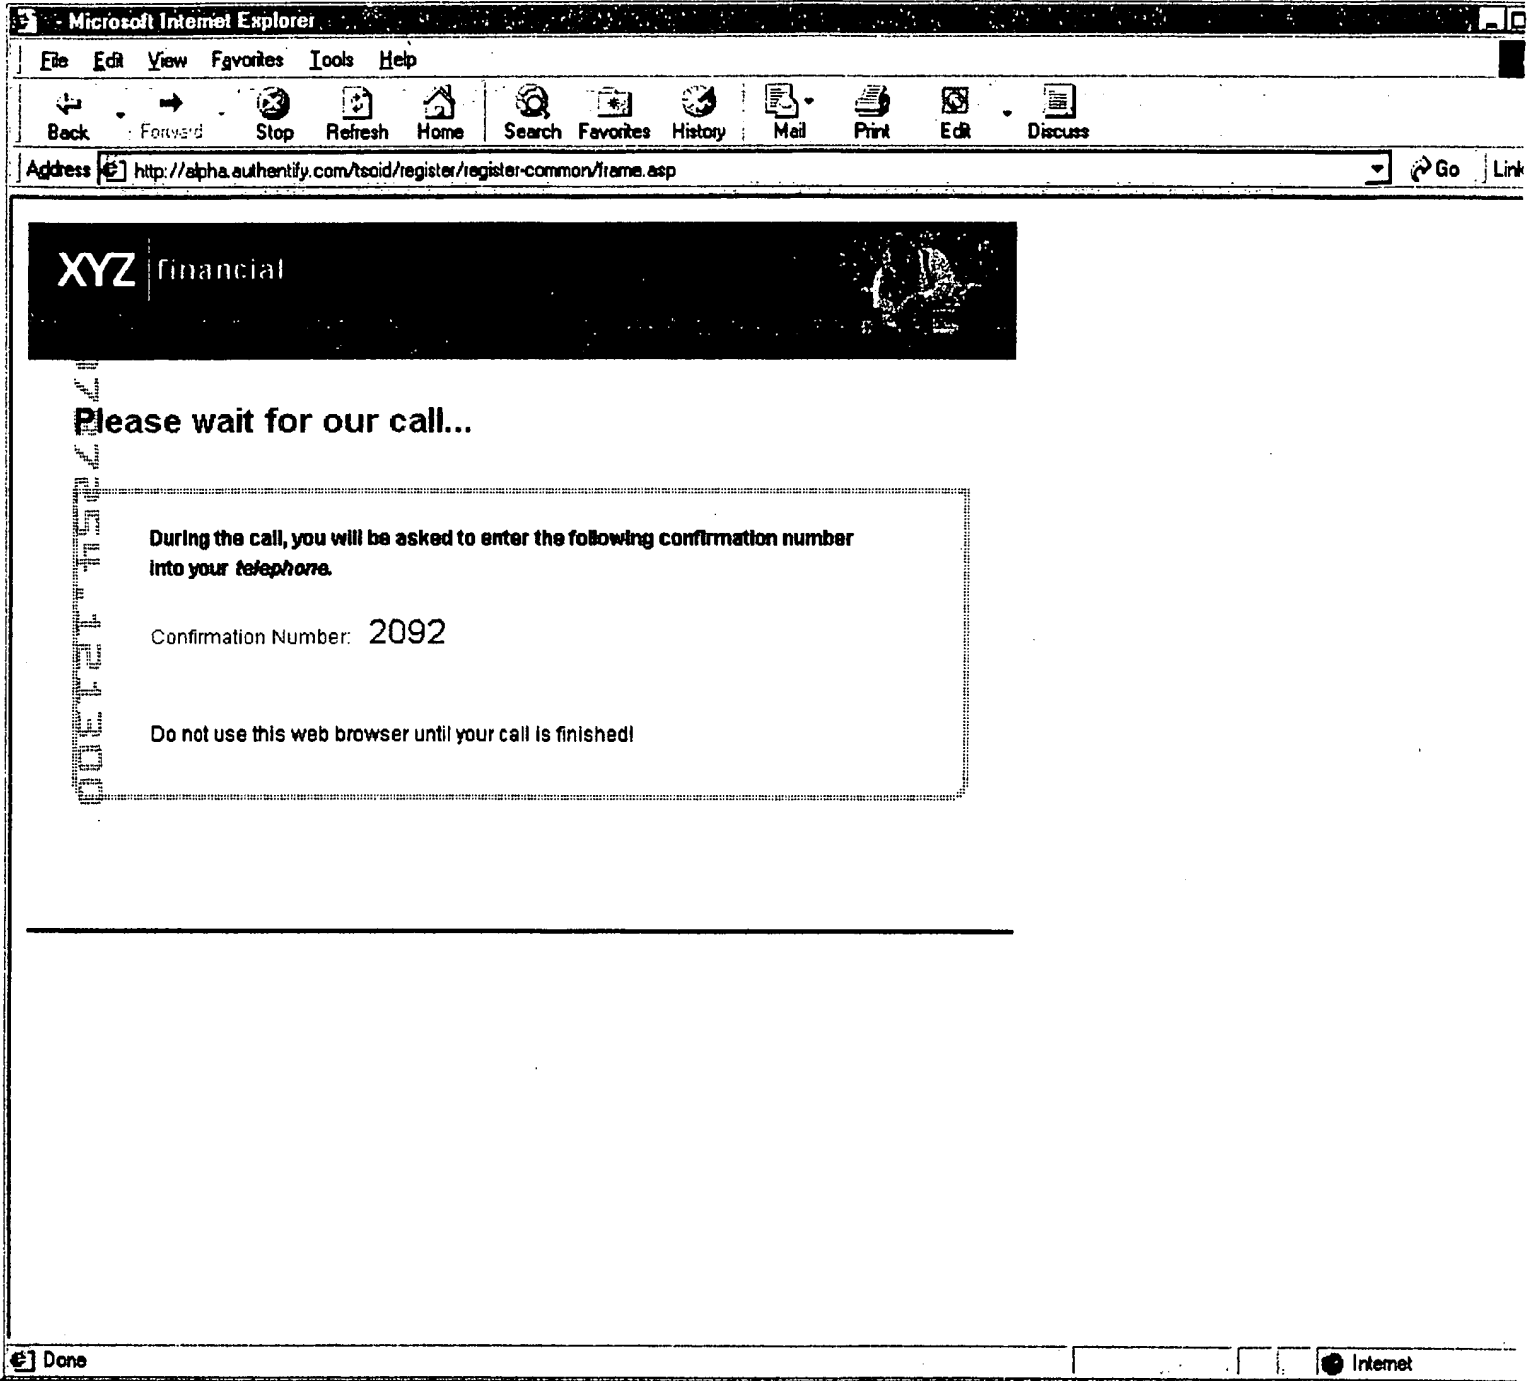 - Microsoft Internet Explorer
File Edit View Favorites Tools Help
Back Forward Stop Refresh Home Search Favorites History Mail Print Edit Discuss
Address http://alpha.authentify.com/tsoid/register/register-common/frame.asp Go Link
XYZ financial
Please wait for our call...
During the call, you will be asked to enter the following confirmation number
into your telephone.
Confirmation Number: 2092
Do not use this web browser until your call is finished!
Done Internet